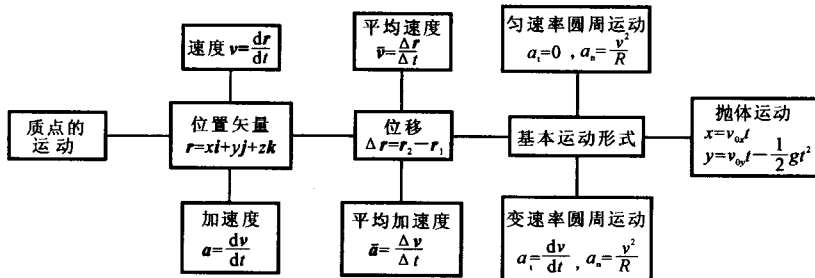 速度 v=dr/dt
平均速度
v̄=Δr/Δt
匀速率圆周运动
aₜ=0 , aₙ=v²/R
质点的
运动
位置矢量
r=xi+yj+zk
位移
Δr=r₂−r₁
基本运动形式
抛体运动
x=v₀ₓt
y=v₀ᵧt−1/2gt²
加速度
a=dv/dt
平均加速度
ā=Δv/Δt
变速率圆周运动
aₜ=dv/dt, aₙ=v²/R